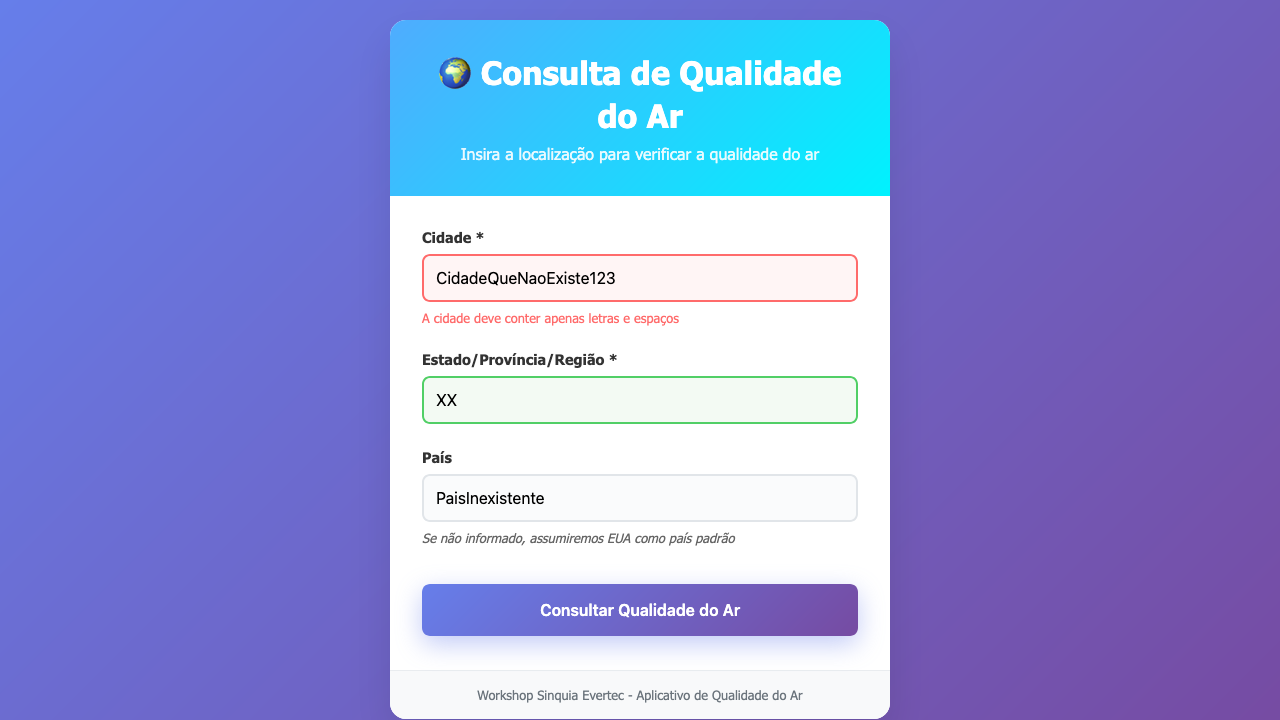 Consulta de Qualidade
do Ar
Insira a localização para verificar a qualidade do ar
Cidade *
CidadeQueNaoExiste123
A cidade deve conter apenas letras e espaços
Estado/Província/Região *
XX
País
PaisInexistente
Se não informado, assumiremos EUA como país padrão
Consultar Qualidade do Ar
Workshop Sinquia Evertec - Aplicativo de Qualidade do Ar